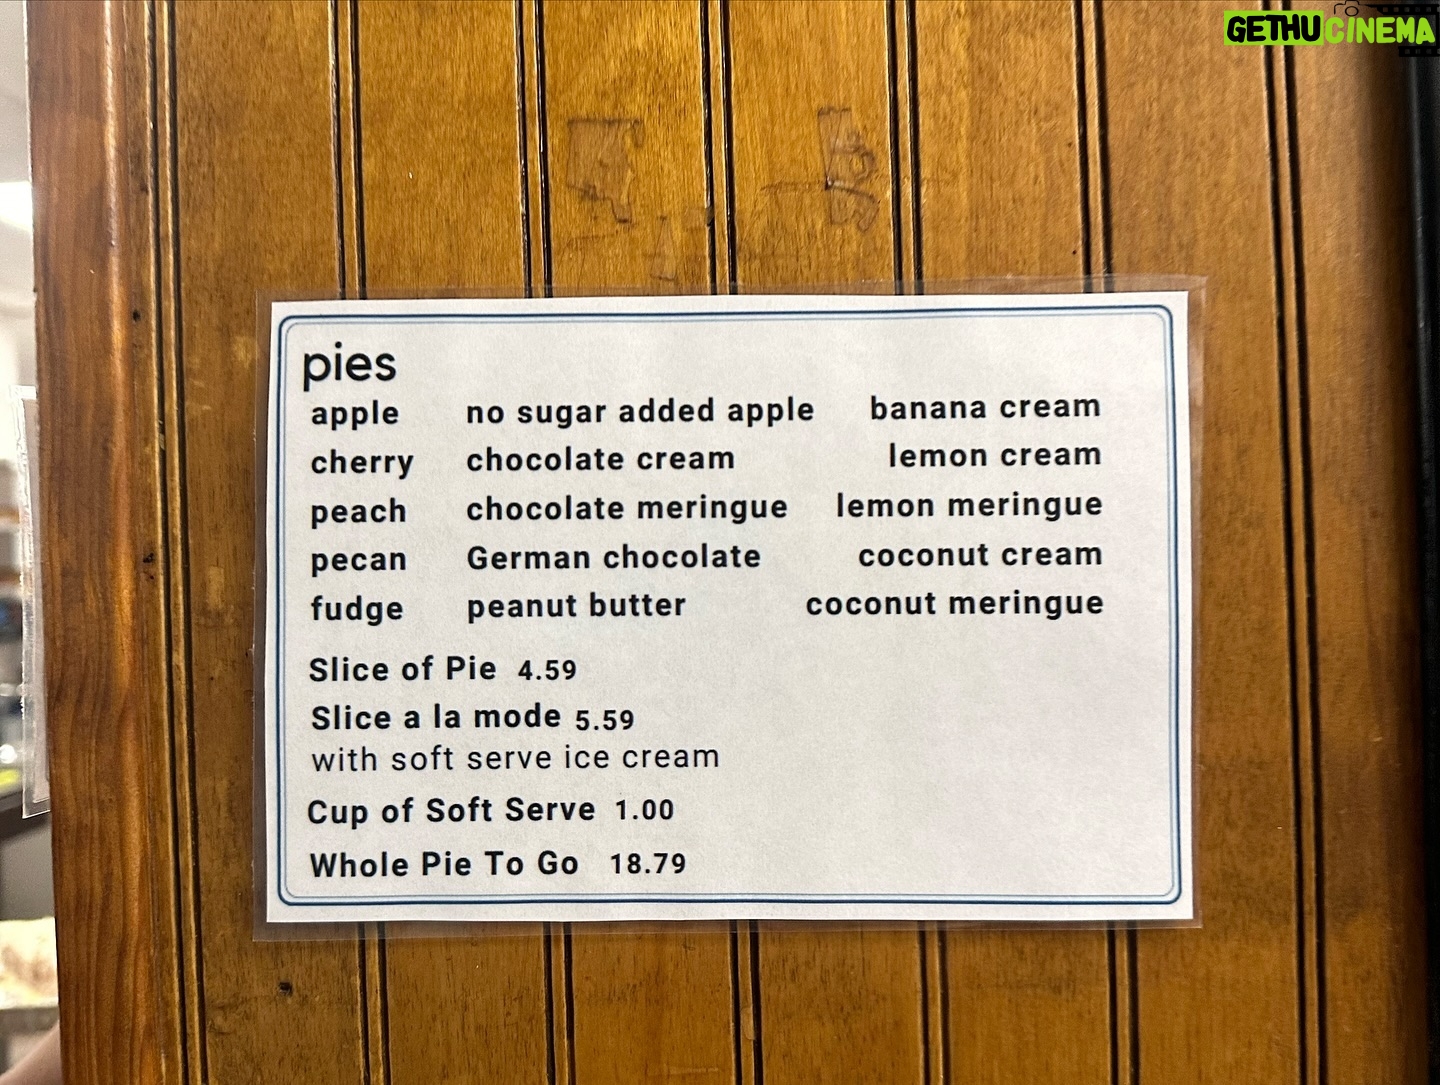 GETHU CINEMA
pies
apple no sugar added apple banana cream
cherry chocolate cream lemon cream
peach chocolate meringue lemon meringue
pecan German chocolate coconut cream
fudge peanut butter coconut meringue
Slice of Pie 4.59
Slice a la mode 5.59
with soft serve ice cream
Cup of Soft Serve 1.00
Whole Pie To Go 18.79